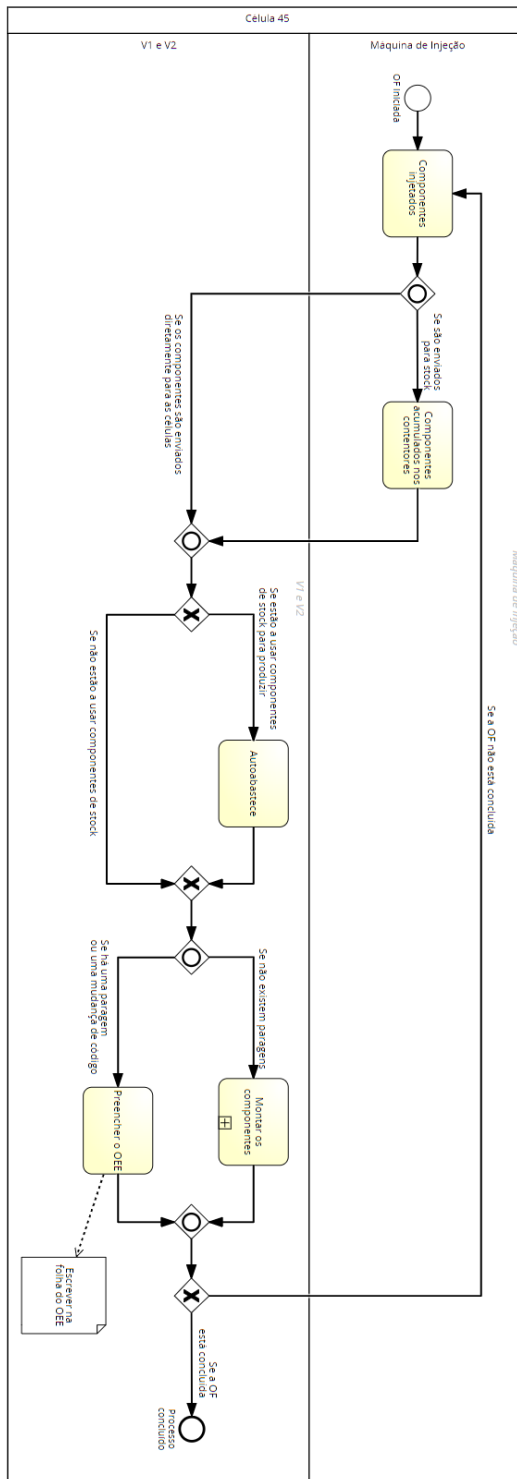 Célula 45
Máquina de Injeção
V1 e V2
OF iniciada
Componentes
injetados
Se são enviados
para stock
Se os componentes são enviados
diretamente para as células
Componentes
acumulados nos
contentores
Máquina de Injeção
V1 e V2
Se a OF não está concluída
Se estão a usar componentes
de stock para produzir
Se não estão a usar componentes de stock
Autoabastece
Se não existem paragens
Se há uma paragem
ou uma mudança de código
Montar os
componentes
Preencher o OEE
Escrever na
folha do OEE
Se a OF
está concluída
Processo
concluído